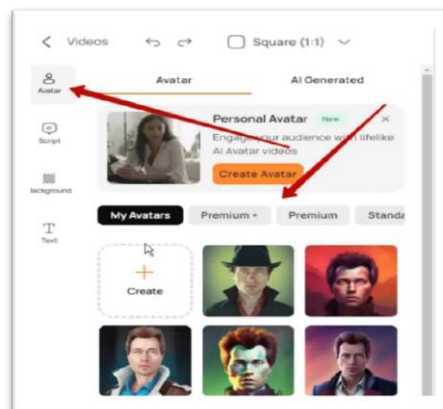 Videos Square (1:1)
Avatar
Avatar AI Generated
Personal Avatar New
Engage your audience with lifelike
AI Avatar videos
Create Avatar
Script
Background
Text
My Avatars Premium + Premium Standa
Create